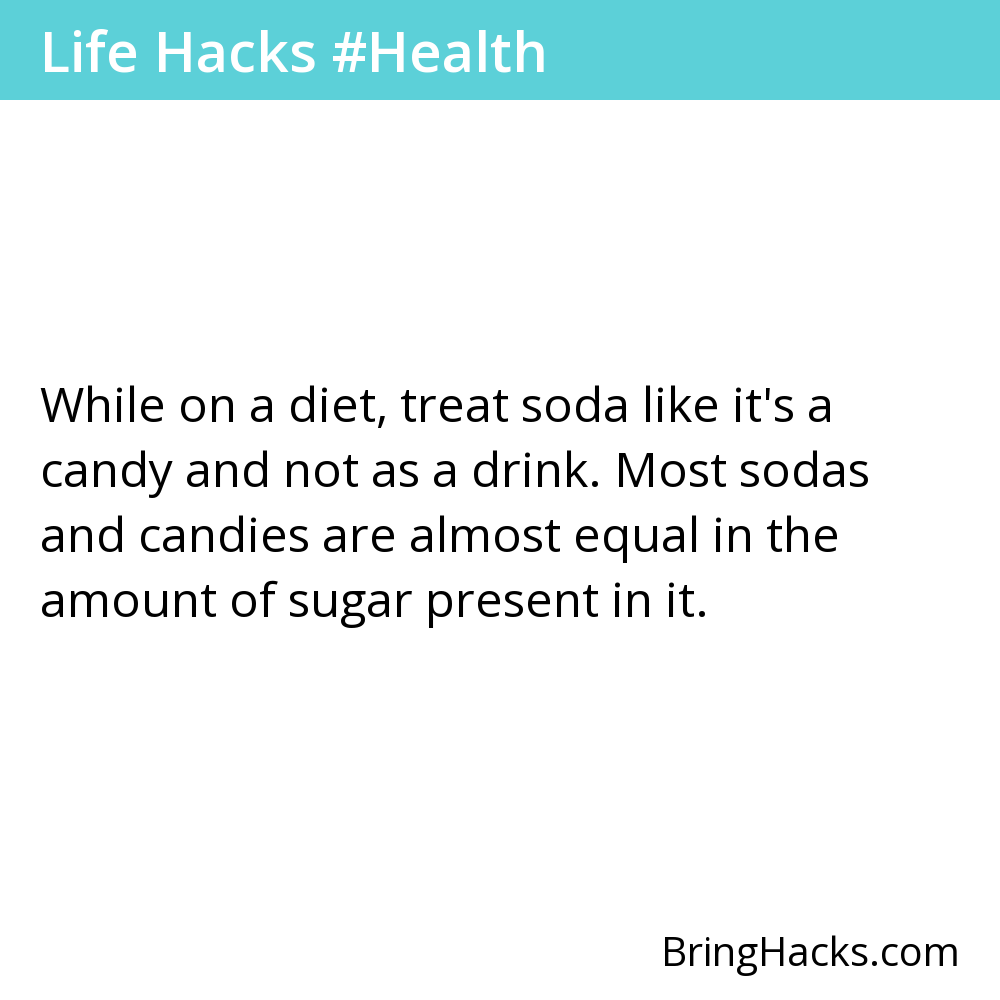 Life Hacks #Health
While on a diet, treat soda like it's a
candy and not as a drink. Most sodas
and candies are almost equal in the
amount of sugar present in it.
BringHacks.com